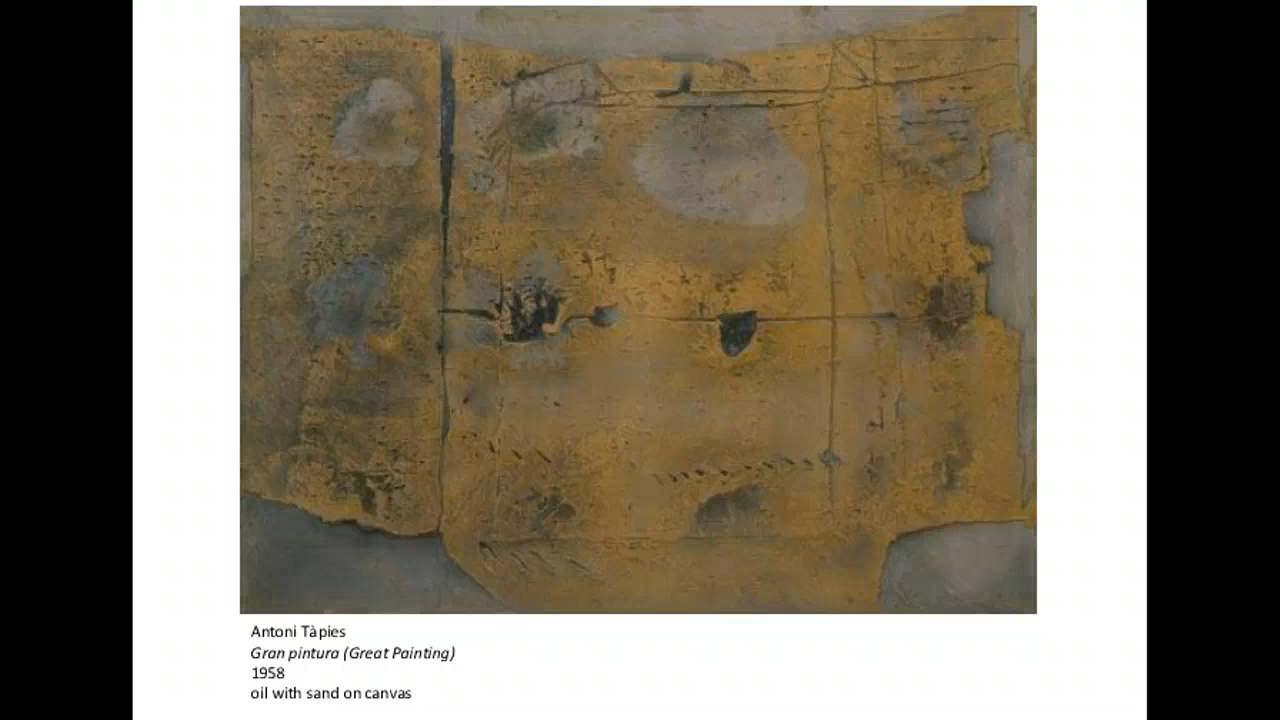 Antoni Tàpies
Gran pintura (Great Painting)
1958
oil with sand on canvas